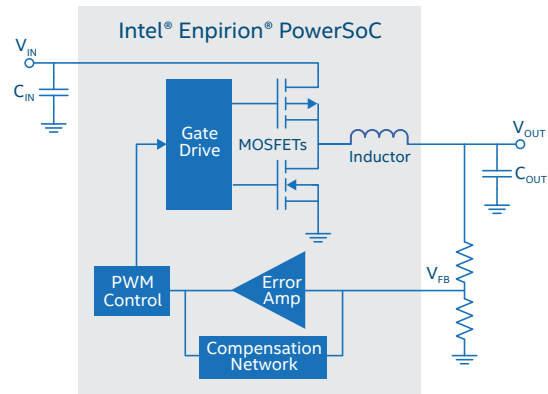 Intel® Enpirion® PowerSoC
VIN
CIN
Gate
Drive
MOSFETs
Inductor
VOUT
COUT
VFB
PWM
Control
Error
Amp
Compensation
Network